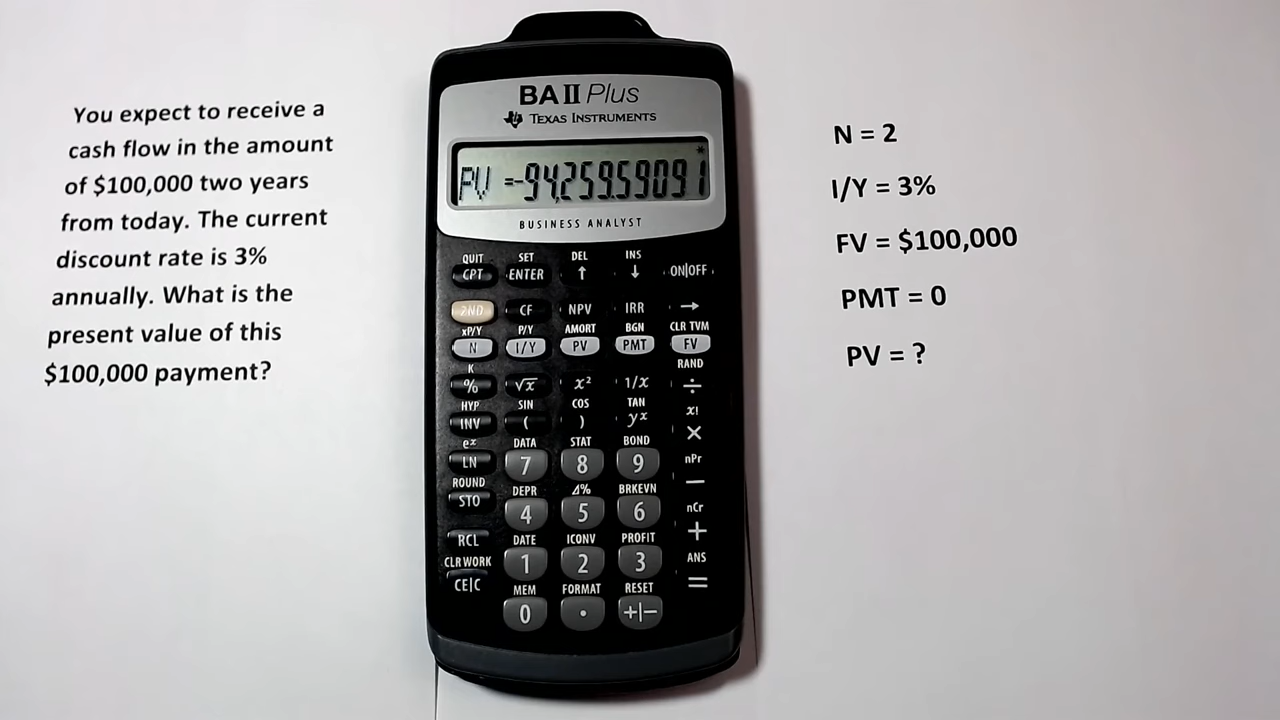 You expect to receive a
cash flow in the amount
of $100,000 two years
from today. The current
discount rate is 3%
annually. What is the
present value of this
$100,000 payment?
BA II Plus
TEXAS INSTRUMENTS
PV =-94,259.59091
*
BUSINESS ANALYST
QUIT SET DEL INS
CPT ENTER ↑ ↓ ON|OFF
2ND CF NPV IRR →
xP/Y P/Y AMORT BGN CLR TVM
N I/Y PV PMT FV
K RAND
% √x x² 1/x ÷
HYP SIN COS TAN x!
INV ( ) yˣ ×
eˣ DATA STAT BOND nPr
LN 7 8 9 −
ROUND DEPR Δ% BRKEVN nCr
STO 4 5 6 +
DATE ICONV PROFIT ANS
RCL 1 2 3 =
CLR WORK MEM FORMAT RESET
CE|C 0 . +|−
N = 2
I/Y = 3%
FV = $100,000
PMT = 0
PV = ?